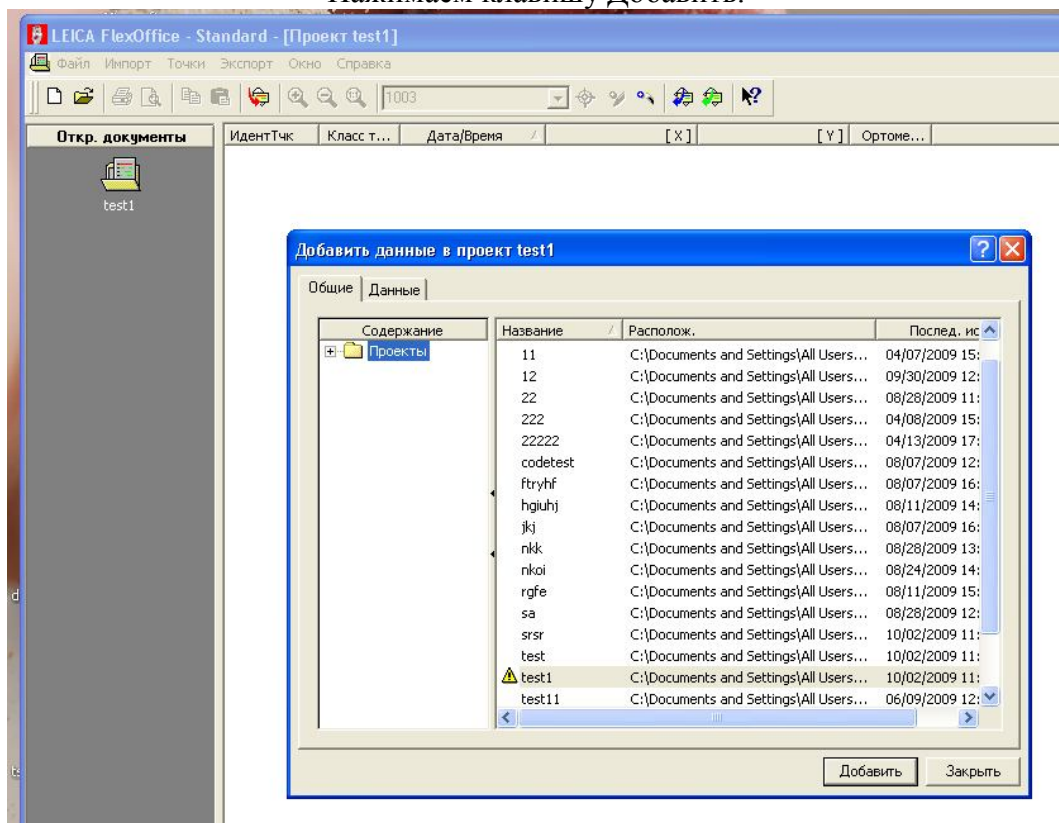 Нажимаем клавишу Добавить.
LEICA FlexOffice - Standard - [Проект test1]
Файл Импорт Точки Экспорт Окно Справка
1003
Откр. документы ИдентТчк Класс т... Дата/Время [X] [Y] Ортоме...
test1
Добавить данные в проект test1
Общие Данные
Содержание Название Располож. Послед. ис
Проекты
11 C:\Documents and Settings\All Users... 04/07/2009 15:
12 C:\Documents and Settings\All Users... 09/30/2009 12:
22 C:\Documents and Settings\All Users... 08/28/2009 11:
222 C:\Documents and Settings\All Users... 04/08/2009 15:
22222 C:\Documents and Settings\All Users... 04/13/2009 17:
codetest C:\Documents and Settings\All Users... 08/07/2009 12:
ftryhf C:\Documents and Settings\All Users... 08/07/2009 16:
hgiuhj C:\Documents and Settings\All Users... 08/11/2009 14:
jkj C:\Documents and Settings\All Users... 08/07/2009 16:
nkk C:\Documents and Settings\All Users... 08/28/2009 13:
nkoi C:\Documents and Settings\All Users... 08/24/2009 14:
rgfe C:\Documents and Settings\All Users... 08/11/2009 15:
sa C:\Documents and Settings\All Users... 08/28/2009 12:
srsr C:\Documents and Settings\All Users... 10/02/2009 11:
test C:\Documents and Settings\All Users... 10/02/2009 11:
test1 C:\Documents and Settings\All Users... 10/02/2009 11:
test11 C:\Documents and Settings\All Users... 06/09/2009 12:
Добавить Закрыть